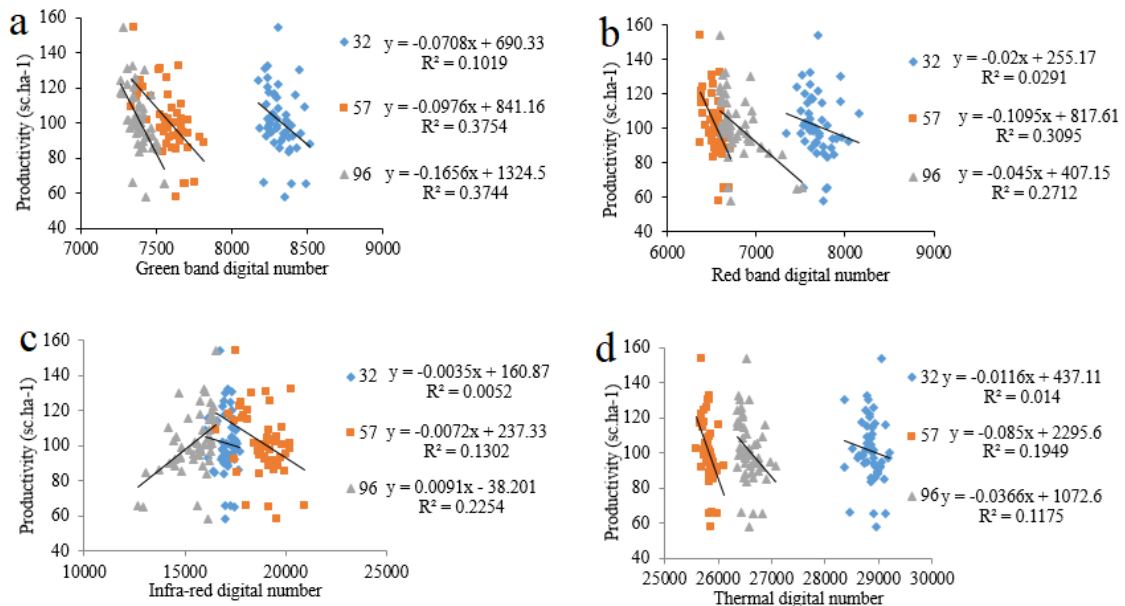 a
160
140
120
100
80
60
40
Productivity (sc.ha-1)
7000 7500 8000 8500 9000
Green band digital number
32 y = -0.0708x + 690.33
R² = 0.1019
57 y = -0.0976x + 841.16
R² = 0.3754
96 y = -0.1656x + 1324.5
R² = 0.3744
b
160
140
120
100
80
60
40
Productivity (sc.ha-1)
6000 7000 8000 9000
Red band digital number
32 y = -0.02x + 255.17
R² = 0.0291
57 y = -0.1095x + 817.61
R² = 0.3095
96 y = -0.045x + 407.15
R² = 0.2712
c
160
140
120
100
80
60
40
Productivity (sc.ha-1)
10000 15000 20000 25000
Infra-red digital number
32 y = -0.0035x + 160.87
R² = 0.0052
57 y = -0.0072x + 237.33
R² = 0.1302
96 y = 0.0091x - 38.201
R² = 0.2254
d
160
140
120
100
80
60
40
Productivity (sc.ha-1)
25000 26000 27000 28000 29000 30000
Thermal digital number
32 y = -0.0116x + 437.11
R² = 0.014
57 y = -0.085x + 2295.6
R² = 0.1949
96 y = -0.0366x + 1072.6
R² = 0.1175